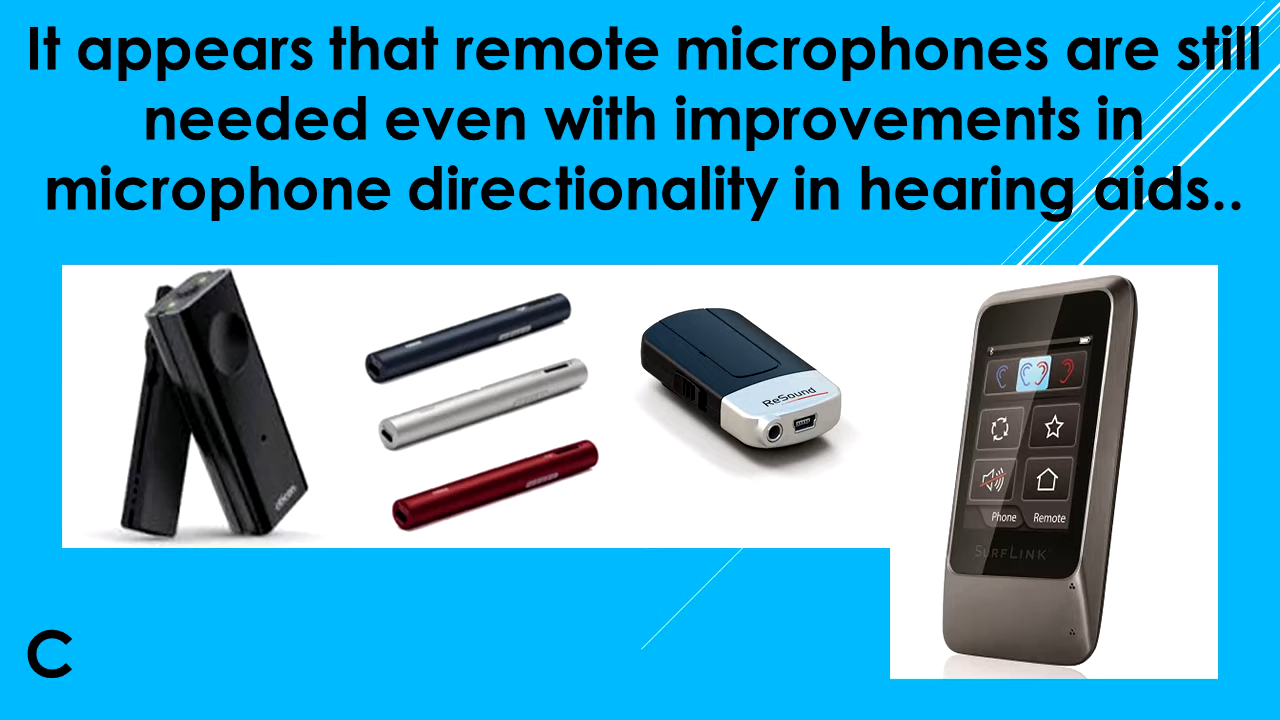 It appears that remote microphones are still
needed even with improvements in
microphone directionality in hearing aids..
ReSound
Phone Remote
SURFLINK
C